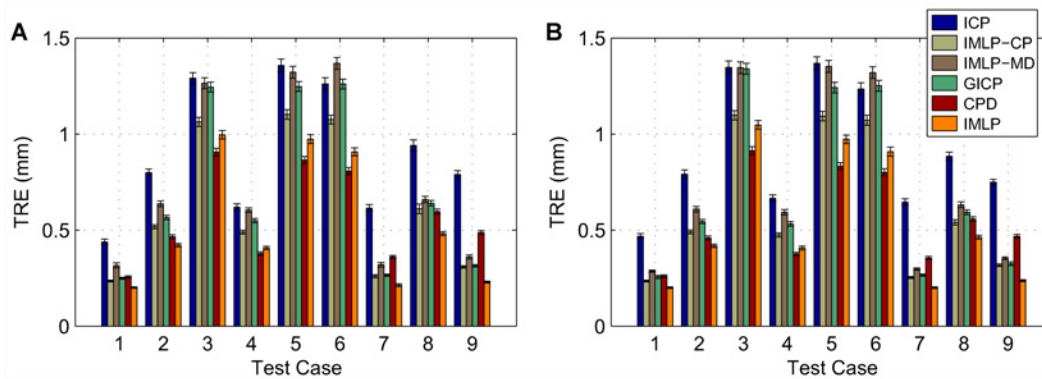 A
B
1.5
1
0.5
0
TRE (mm)
1 2 3 4 5 6 7 8 9
Test Case
1.5
1
0.5
0
TRE (mm)
1 2 3 4 5 6 7 8 9
Test Case
ICP
IMLP-CP
IMLP-MD
GICP
CPD
IMLP